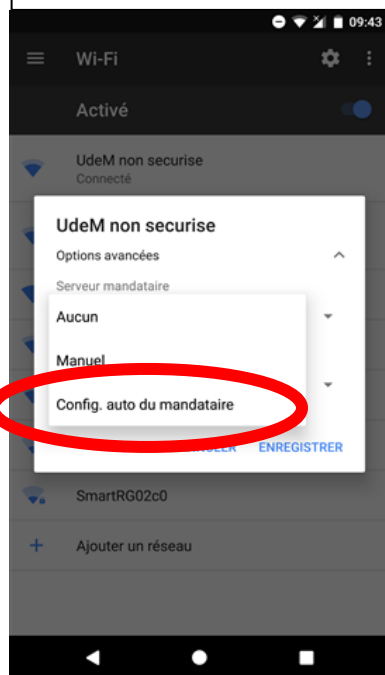 09:43
Wi-Fi
Activé
UdeM non securise
Connecté
UdeM non securise
Options avancées
Serveur mandataire
Aucun
Manuel
Config. auto du mandataire
ENREGISTRER
SmartRG02c0
Ajouter un réseau